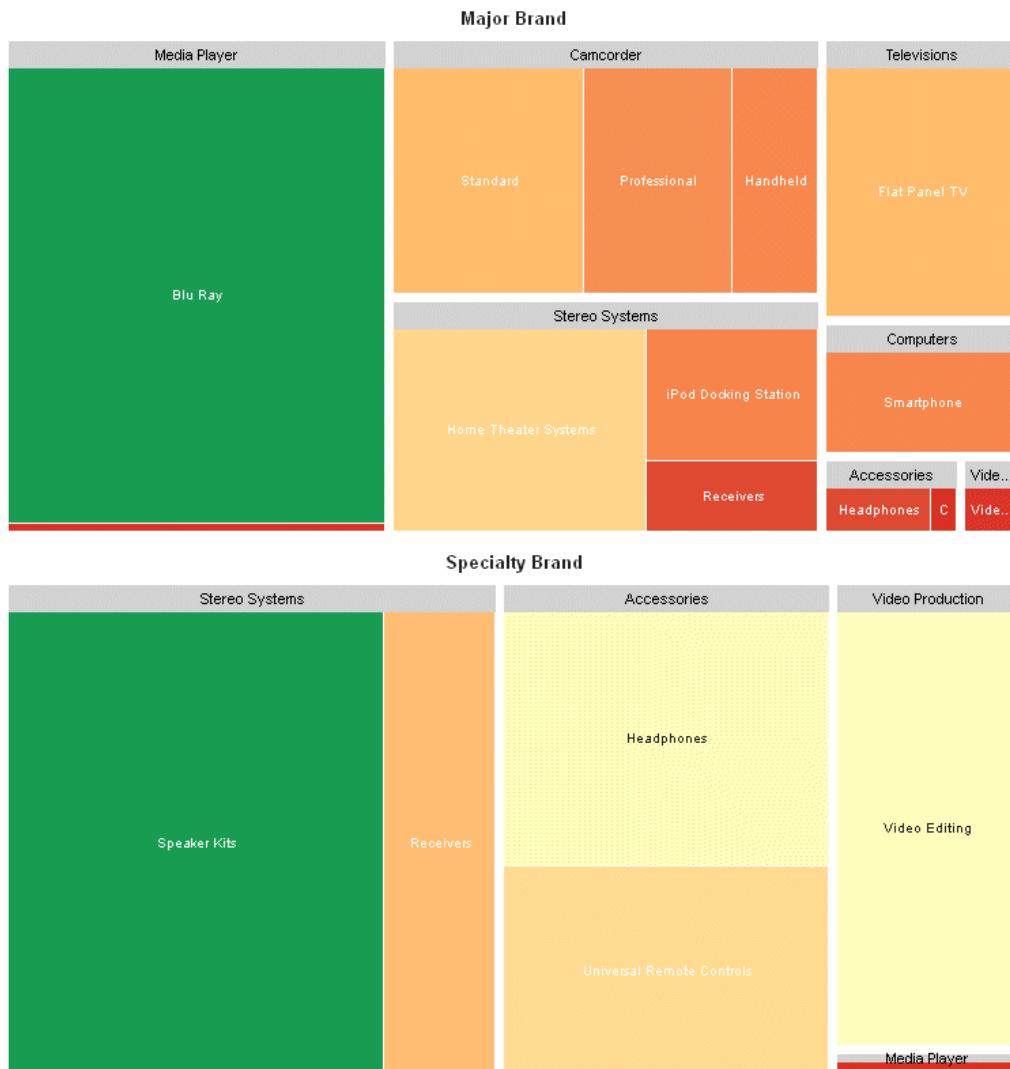 Major Brand
Media Player
Camcorder
Televisions
Standard
Professional
Handheld
Flat Panel TV
Blu Ray
Stereo Systems
Computers
iPod Docking Station
Smartphone
Home Theater Systems
Accessories
Vide...
Receivers
Headphones
C
Vide...
Specialty Brand
Stereo Systems
Accessories
Video Production
Headphones
Video Editing
Speaker Kits
Receivers
Universal Remote Controls
Media Player